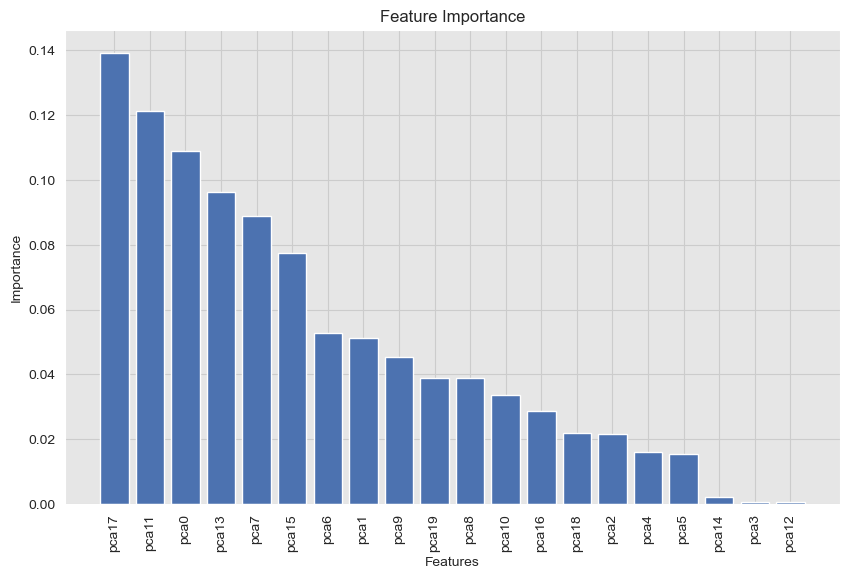 Feature Importance
0.14
0.12
0.10
0.08
0.06
0.04
0.02
0.00
Importance
pca17
pca11
pca0
pca13
pca7
pca15
pca6
pca1
pca9
pca19
pca8
pca10
pca16
pca18
pca2
pca4
pca5
pca14
pca3
pca12
Features